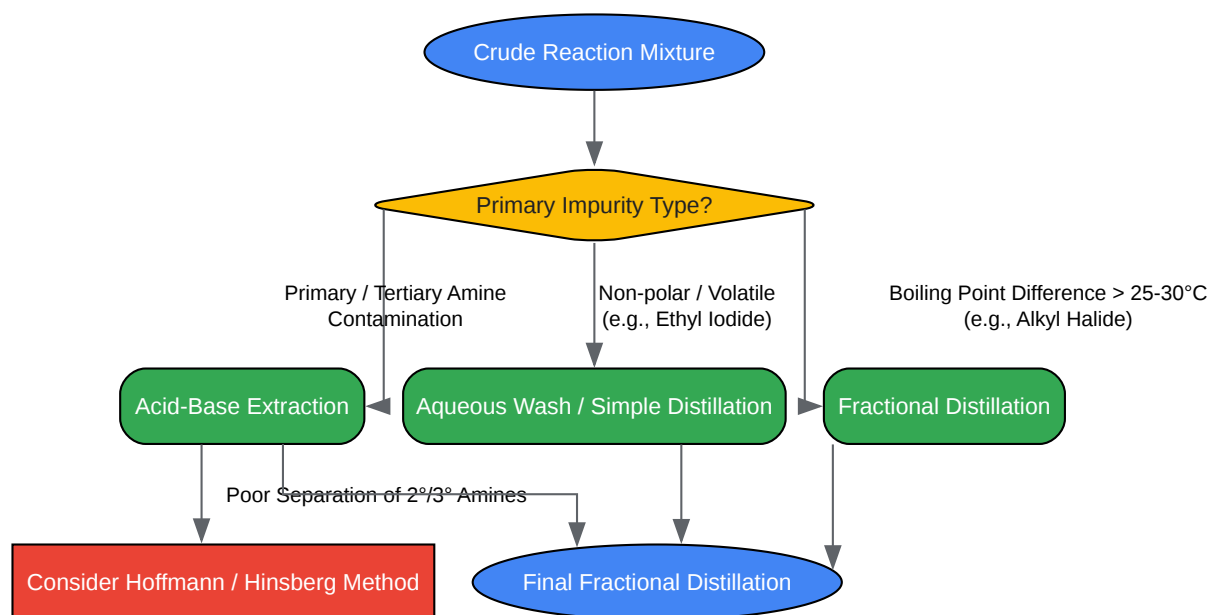 Crude Reaction Mixture
Primary Impurity Type?
Primary / Tertiary Amine
Contamination
Non-polar / Volatile
(e.g., Ethyl Iodide)
Boiling Point Difference > 25-30°C
(e.g., Alkyl Halide)
Acid-Base Extraction
Aqueous Wash / Simple Distillation
Fractional Distillation
Poor Separation of 2°/3° Amines
Consider Hoffmann / Hinsberg Method
Final Fractional Distillation